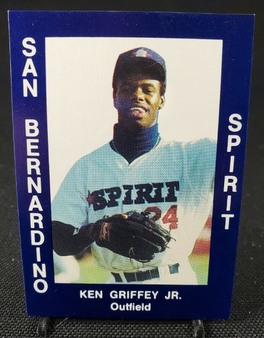 SAN BERNARDINO
SPIRIT
SPIRIT
24
KEN GRIFFEY JR.
Outfield